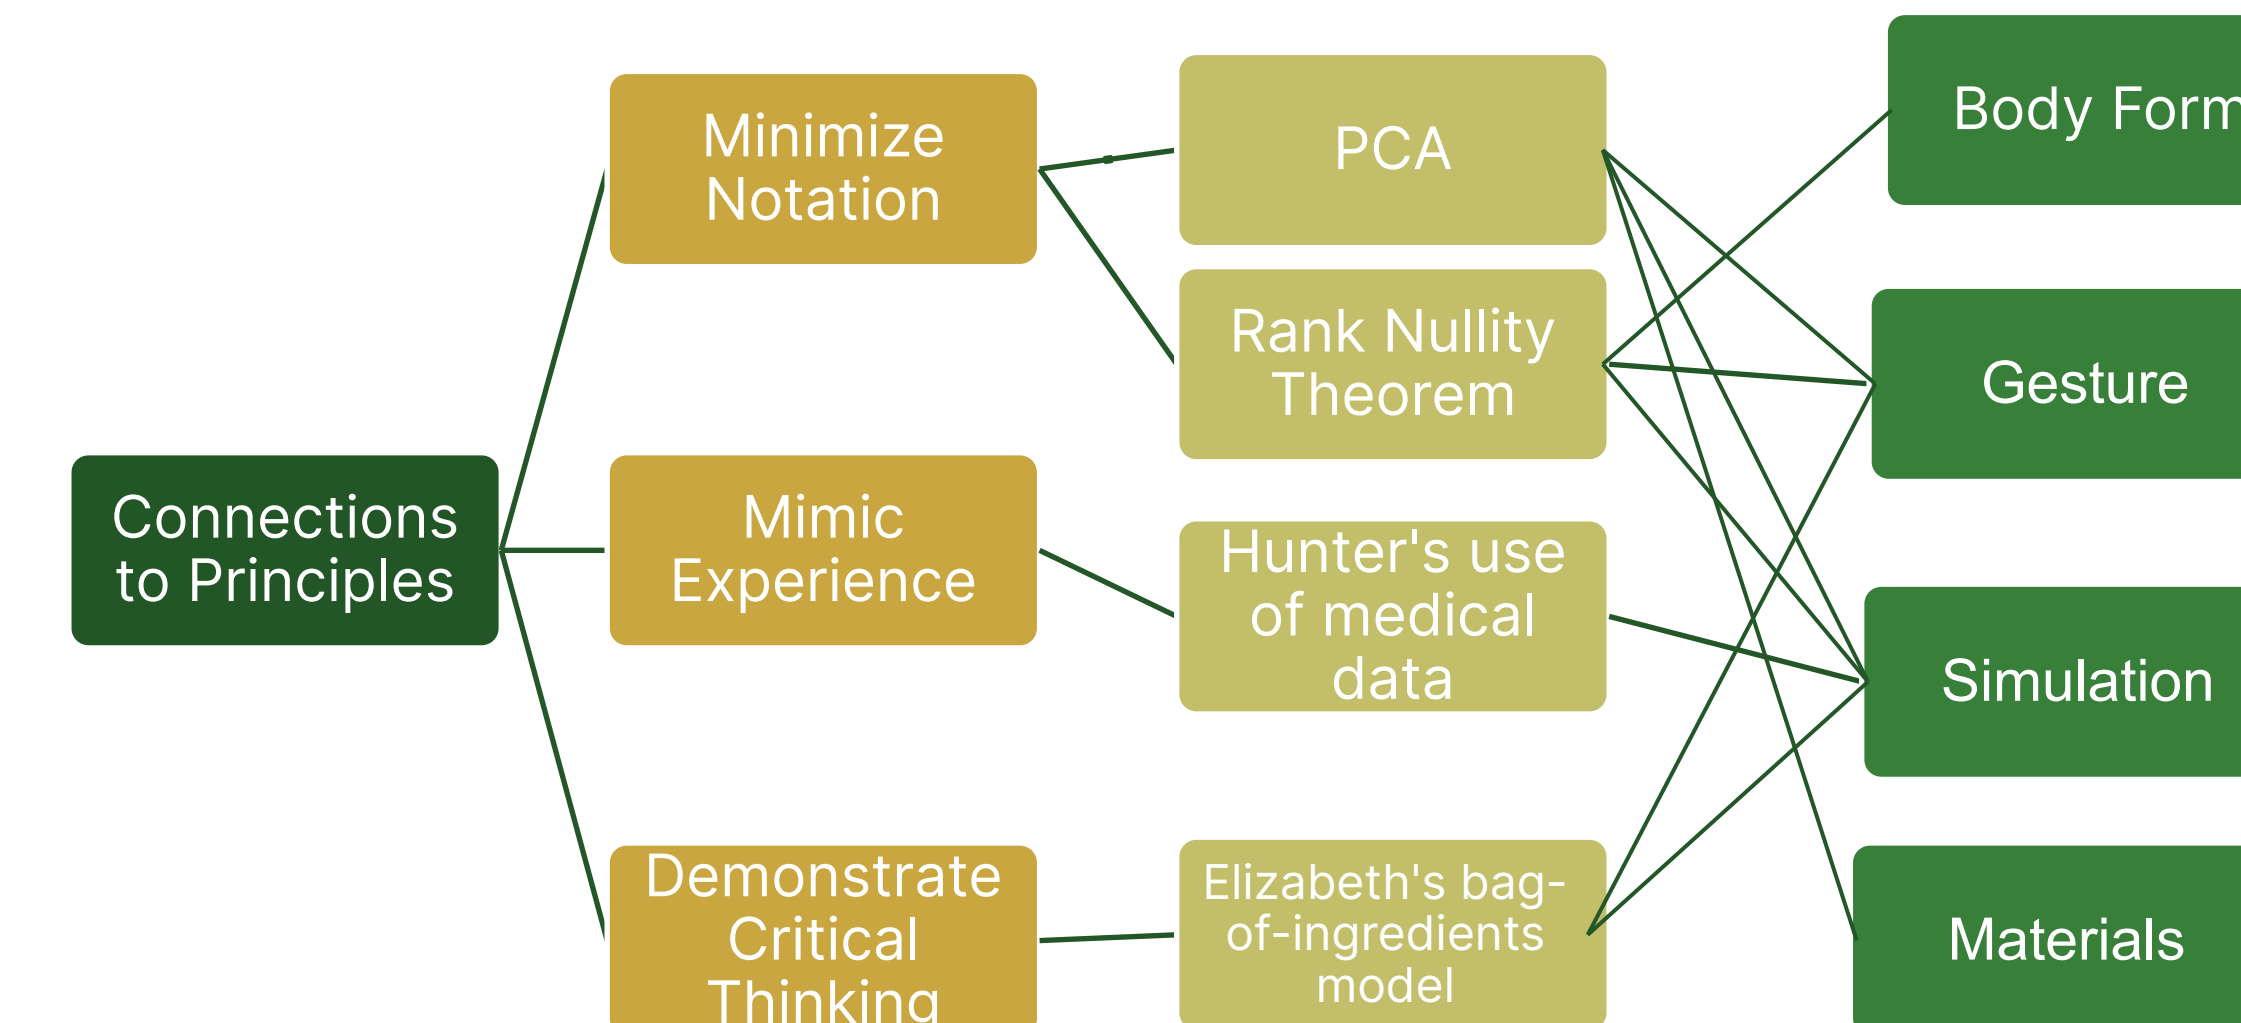 Connections
to Principles
Minimize
Notation
Mimic
Experience
Demonstrate
Critical
Thinking
PCA
Rank Nullity
Theorem
Hunter's use
of medical
data
Elizabeth's bag-
of-ingredients
model
Body Form
Gesture
Simulation
Materials